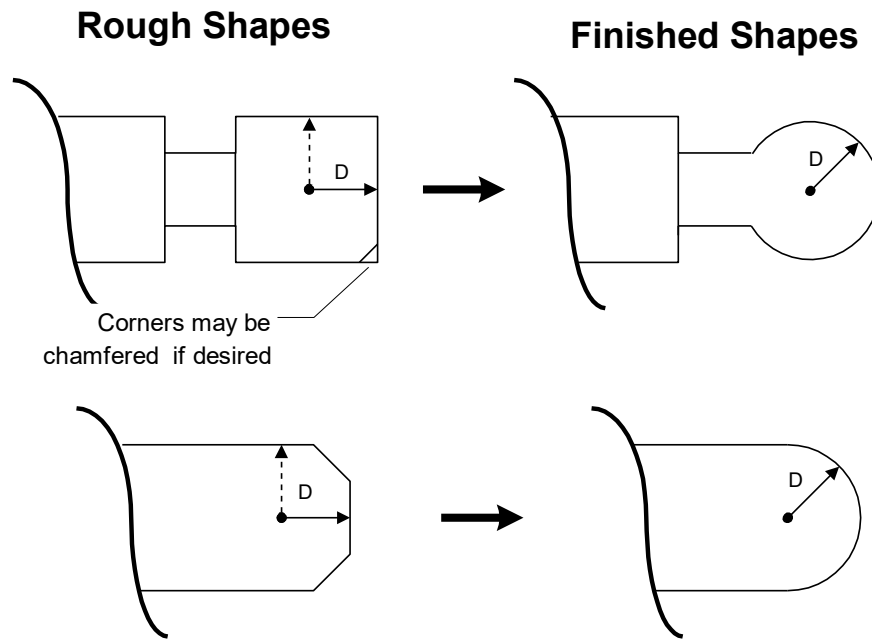 Rough Shapes
Finished Shapes
D
D
Corners may be
chamfered if desired
D
D